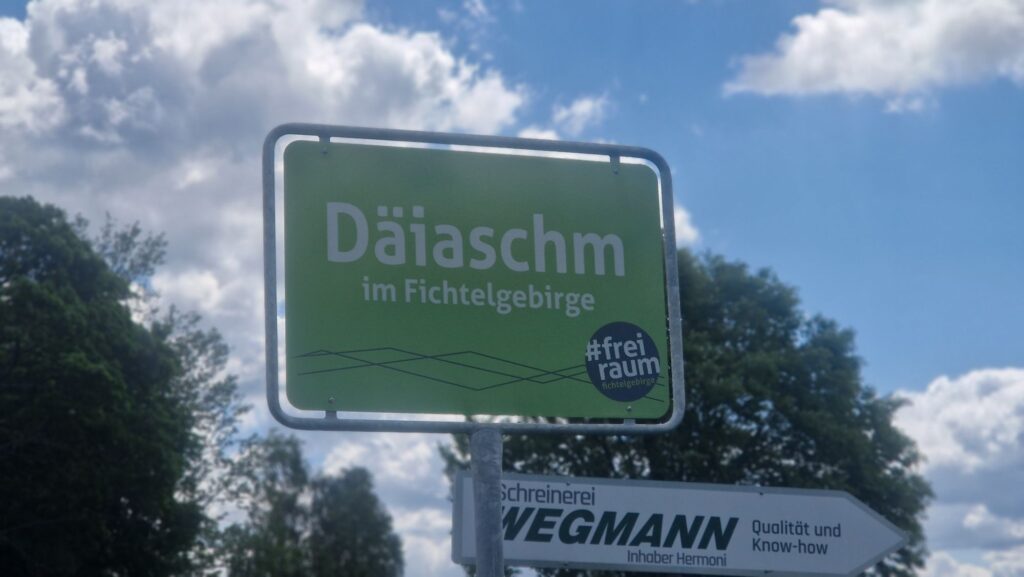 Däiaschm
im Fichtelgebirge
#frei
raum
fichtelgebirge
Schreinerei
WEGMANN
Inhaber Hermoni
Qualität und
Know-how